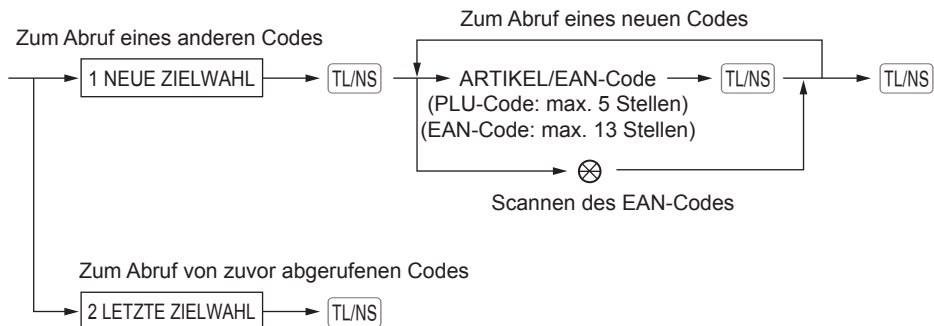 Zum Abruf eines neuen Codes
Zum Abruf eines anderen Codes
1 NEUE ZIELWAHL TL/NS ARTIKEL/EAN-Code TL/NS TL/NS
(PLU-Code: max. 5 Stellen)
(EAN-Code: max. 13 Stellen)
Scannen des EAN-Codes
Zum Abruf von zuvor abgerufenen Codes
2 LETZTE ZIELWAHL TL/NS